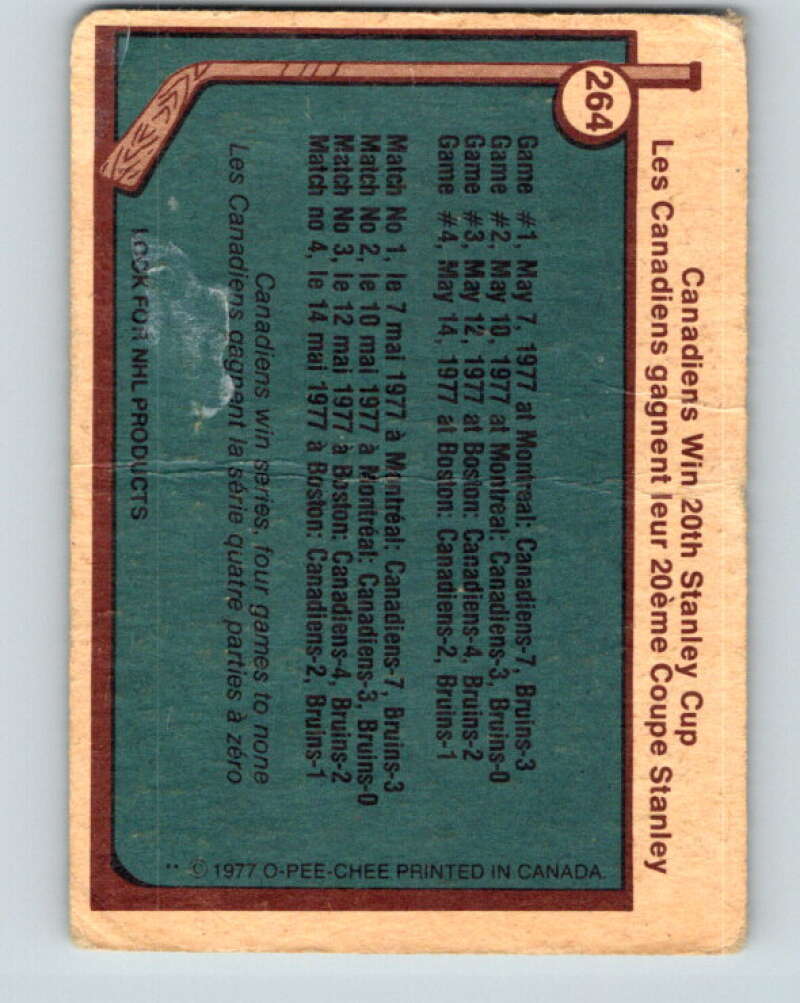 264
Canadiens Win 20th Stanley Cup
Les Canadiens gagnent leur 20ème Coupe Stanley
Game #1, May 7, 1977 at Montreal: Canadiens-7, Bruins-3
Game #2, May 10, 1977 at Montreal: Canadiens-3, Bruins-0
Game #3, May 12, 1977 at Boston: Canadiens-4, Bruins-2
Game #4, May 14, 1977 at Boston: Canadiens-2, Bruins-1
Match No 1, le 7 mai 1977 à Montréal: Canadiens-7, Bruins-3
Match No 2, le 10 mai 1977 à Montréal: Canadiens-3, Bruins-0
Match No 3, le 12 mai 1977 à Boston: Canadiens-4, Bruins-2
Match no 4, le 14 mai 1977 à Boston: Canadiens-2, Bruins-1
Canadiens win series, four games to none
Les Canadiens gagnent la série quatre parties à zéro
LOOK FOR NHL PRODUCTS
** © 1977 O-PEE-CHEE PRINTED IN CANADA.